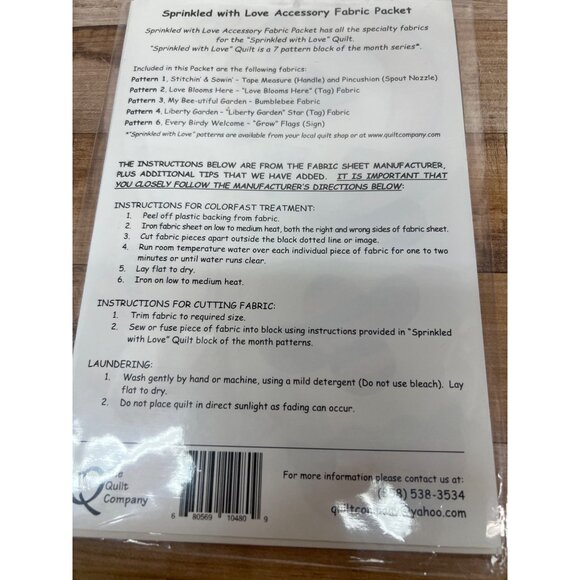 Sprinkled with Love Accessory Fabric Packet
Sprinkled with Love Accessory Fabric Packet has all the specialty fabrics
for the "Sprinkled with Love" Quilt.
"Sprinkled with Love" Quilt is a 7 pattern block of the month series*.
Included in this Packet are the following fabrics:
Pattern 1, Stitchin' & Sowin' - Tape Measure (Handle) and Pincushion (Spout Nozzle)
Pattern 2, Love Blooms Here - "Love Blooms Here" (Tag) Fabric
Pattern 3, My Bee-utiful Garden - Bumblebee Fabric
Pattern 4, Liberty Garden - "Liberty Garden" Star (Tag) Fabric
Pattern 6, Every Birdy Welcome - "Grow" Flags (Sign)
*"Sprinkled with Love" patterns are available from your local quilt shop or at www.quiltcompany.com
THE INSTRUCTIONS BELOW ARE FROM THE FABRIC SHEET MANUFACTURER,
PLUS ADDITIONAL TIPS THAT WE HAVE ADDED. IT IS IMPORTANT THAT
YOU CLOSELY FOLLOW THE MANUFACTURER'S DIRECTIONS BELOW:
INSTRUCTIONS FOR COLORFAST TREATMENT:
1. Peel off plastic backing from fabric.
2. Iron fabric sheet on low to medium heat, both the right and wrong sides of fabric sheet.
3. Cut fabric pieces apart outside the black dotted line or image.
4. Run room temperature water over each individual piece of fabric for one to two
minutes or until water runs clear.
5. Lay flat to dry.
6. Iron on low to medium heat.
INSTRUCTIONS FOR CUTTING FABRIC:
1. Trim fabric to required size.
2. Sew or fuse piece of fabric into block using instructions provided in "Sprinkled
with Love" Quilt block of the month patterns.
LAUNDERING:
1. Wash gently by hand or machine, using a mild detergent (Do not use bleach). Lay
flat to dry.
2. Do not place quilt in direct sunlight as fading can occur.
Quilt
Company
6 80569 10480 9
For more information please contact us at:
538-3534
yahoo.com